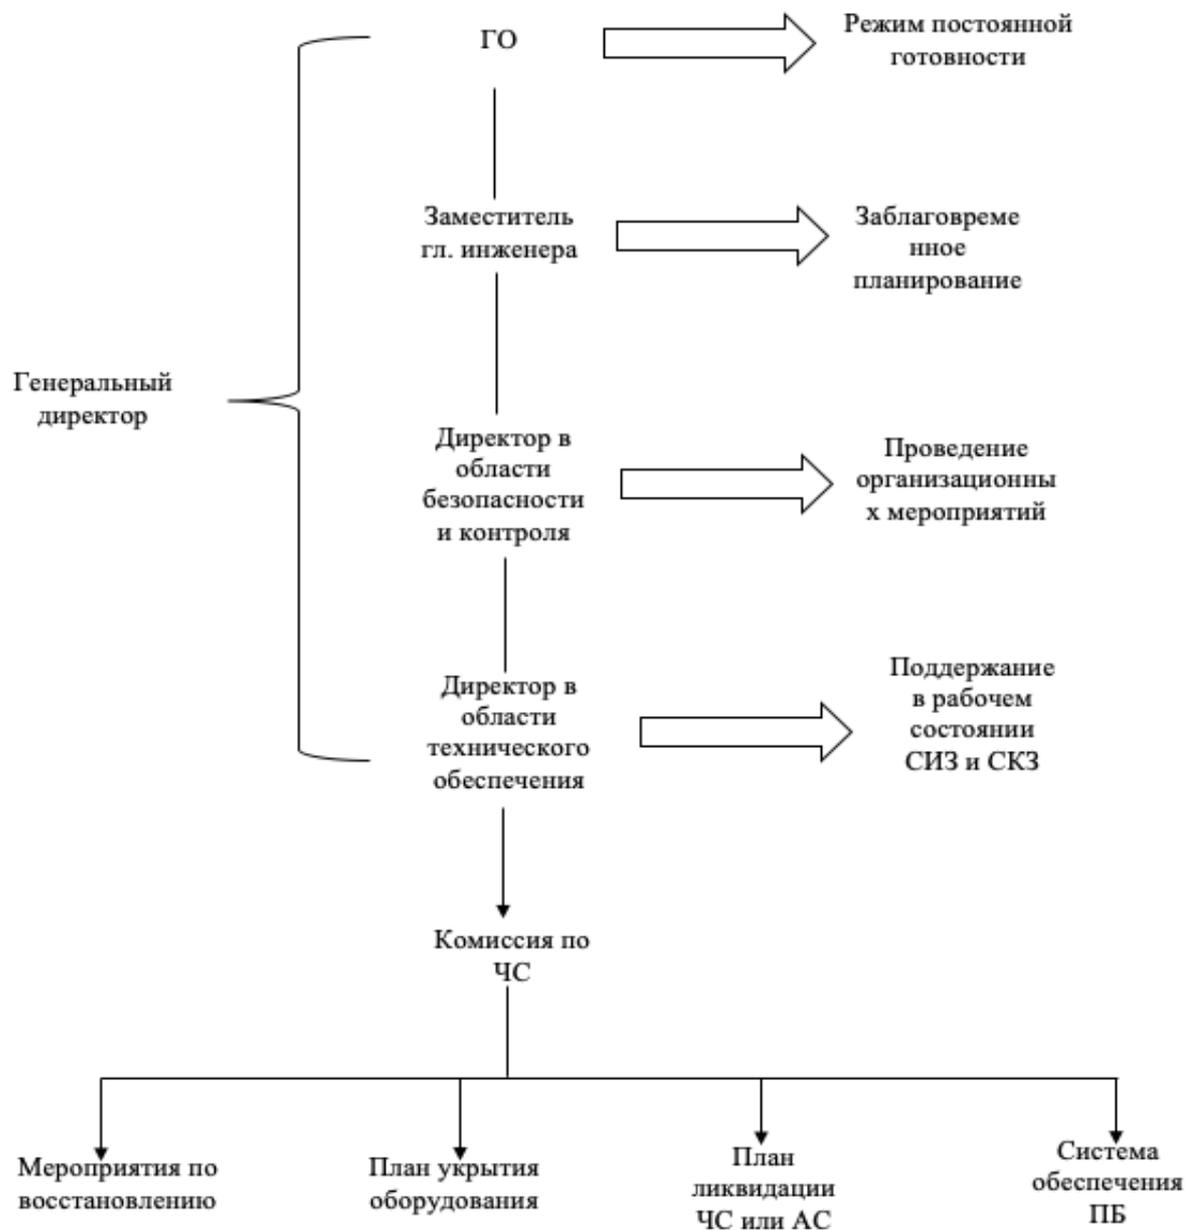 ГО
Режим постоянной
готовности
Заместитель
гл. инженера
Заблаговреме
нное
планирование
Генеральный
директор
Директор в
области
безопасности
и контроля
Проведение
организационны
х мероприятий
Директор в
области
технического
обеспечения
Поддержание
в рабочем
состоянии
СИЗ и СКЗ
Комиссия по
ЧС
Мероприятия по
восстановлению
План укрытия
оборудования
План
ликвидации
ЧС или АС
Система
обеспечения
ПБ